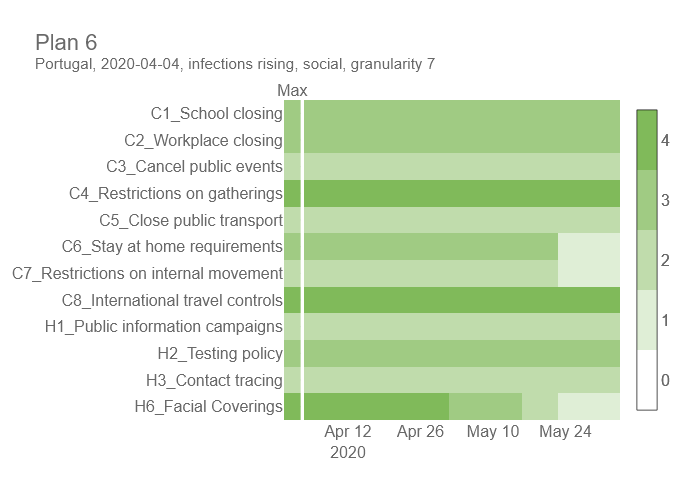 Plan 6
Portugal, 2020-04-04, infections rising, social, granularity 7
Max
C1_School closing
C2_Workplace closing
C3_Cancel public events
C4_Restrictions on gatherings
C5_Close public transport
C6_Stay at home requirements
C7_Restrictions on internal movement
C8_International travel controls
H1_Public information campaigns
H2_Testing policy
H3_Contact tracing
H6_Facial Coverings
Apr 12 Apr 26 May 10 May 24
2020
4
3
2
1
0